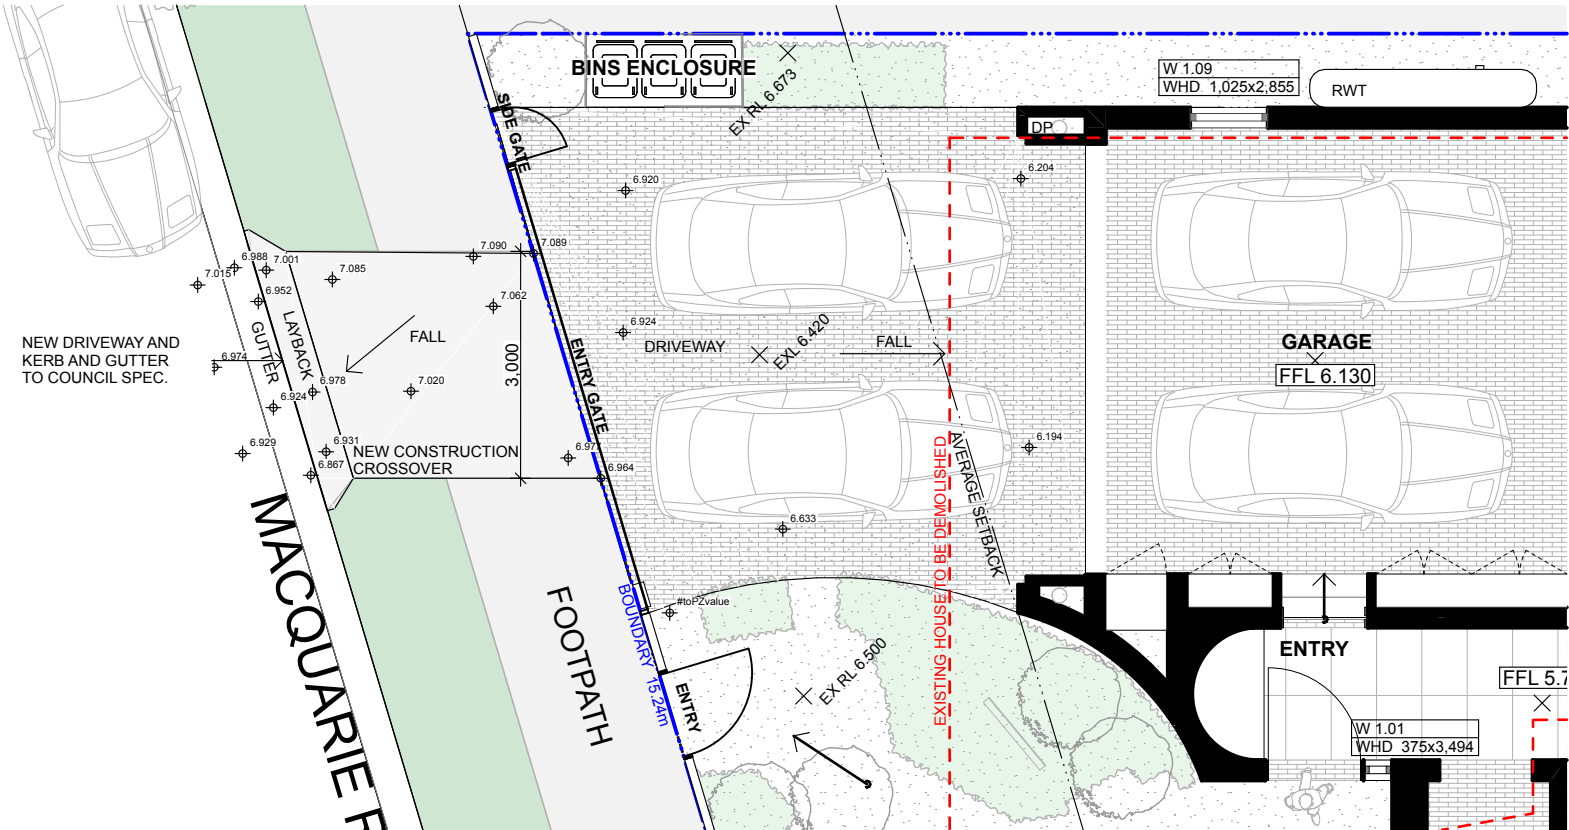 BINS ENCLOSURE
EX RL 6.673
W 1.09
WHD 1,025x2,855
RWT
SIDE GATE
DP
6.920
6.204
7.090
7.089
6.988
7.001
7.015
7.085
6.952
7.062
LAYBACK
GUTTER
FALL
6.924
DRIVEWAY
EXL 6.420
FALL
GARAGE
FFL 6.130
NEW DRIVEWAY AND
KERB AND GUTTER
TO COUNCIL SPEC.
6.974
6.978
7.020
3,000
ENTRY GATE
6.924
6.929
6.931
6.867
NEW CONSTRUCTION
CROSSOVER
6.964
6.194
AVERAGE SETBACK
EXISTING HOUSE TO BE DEMOLISHED
6.633
MACQUARIE
FOOTPATH
BOUNDARY 15.24m
#toPZvalue
EX RL 6.500
ENTRY
ENTRY
FFL 5.7
W 1.01
WHD 375x3,494